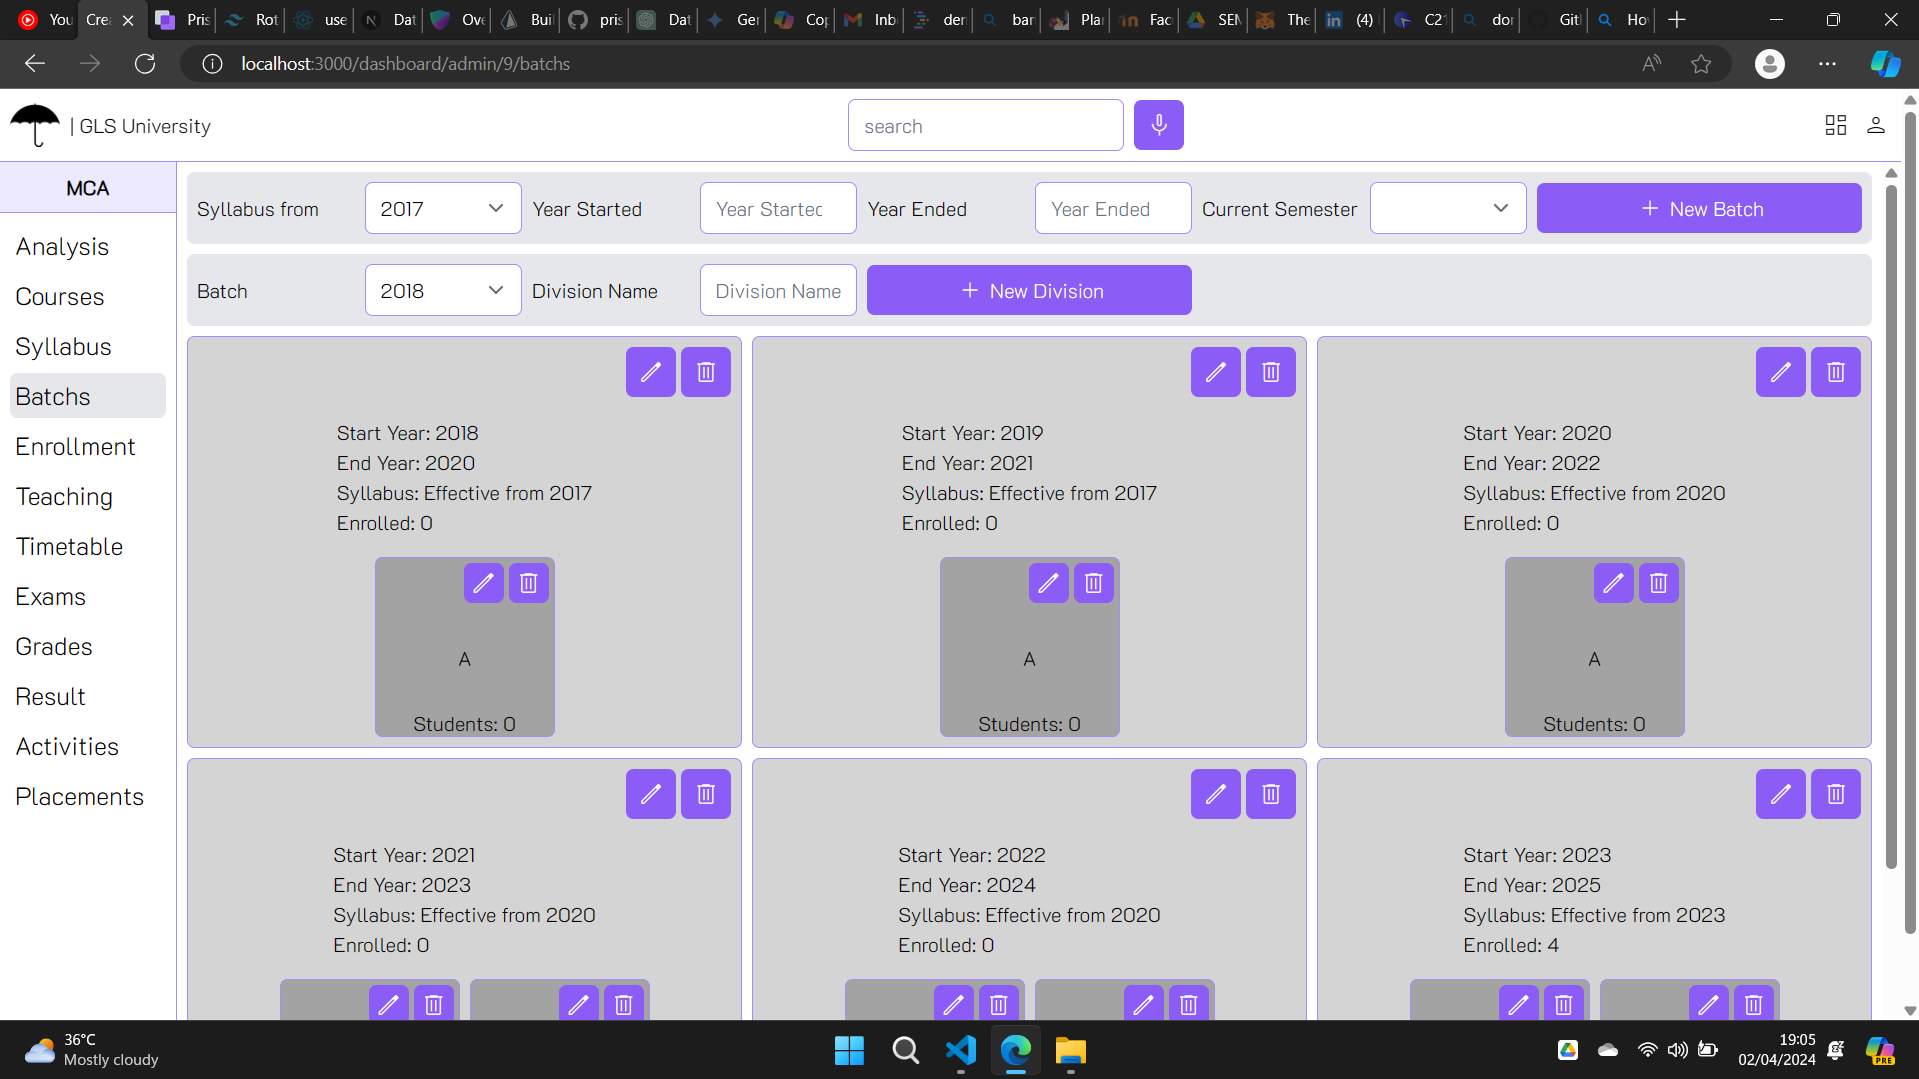 You
Crea
Pris
Rot
use
Dat
Ove
Bui
pris
Dat
Ger
Cop
Inb
der
bar
Plar
Fac
SEM
The
(4)
C21
dor
Git
Hov
localhost:3000/dashboard/admin/9/batchs
| GLS University
search
MCA
Analysis
Courses
Syllabus
Batchs
Enrollment
Teaching
Timetable
Exams
Grades
Result
Activities
Placements
Syllabus from 2017 Year Started Year Started Year Ended Year Ended Current Semester + New Batch
Batch 2018 Division Name Division Name + New Division
Start Year: 2018
End Year: 2020
Syllabus: Effective from 2017
Enrolled: 0
A
Students: 0
Start Year: 2019
End Year: 2021
Syllabus: Effective from 2017
Enrolled: 0
A
Students: 0
Start Year: 2020
End Year: 2022
Syllabus: Effective from 2020
Enrolled: 0
A
Students: 0
Start Year: 2021
End Year: 2023
Syllabus: Effective from 2020
Enrolled: 0
Start Year: 2022
End Year: 2024
Syllabus: Effective from 2020
Enrolled: 0
Start Year: 2023
End Year: 2025
Syllabus: Effective from 2023
Enrolled: 4
36°C
Mostly cloudy
19:05
02/04/2024
PRE